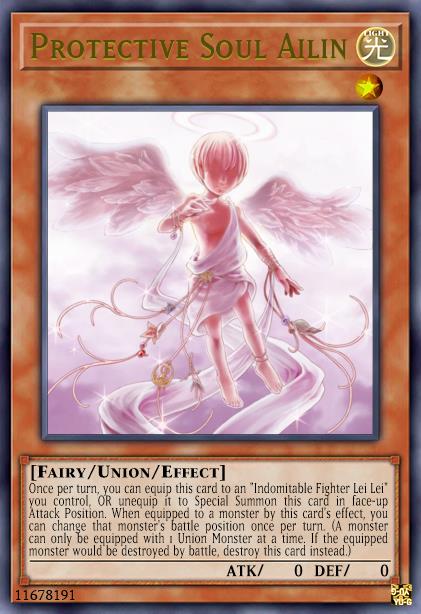 PROTECTIVE SOUL AILIN
LIGHT
光
[FAIRY/UNION/EFFECT]
Once per turn, you can equip this card to an "Indomitable Fighter Lei Lei"
you control, OR unequip it to Special Summon this card in face-up
Attack Position. When equipped to a monster by this card's effect, you
can change that monster's battle position once per turn. (A monster
can only be equipped with 1 Union Monster at a time. If the equipped
monster would be destroyed by battle, destroy this card instead.)
ATK/ 0 DEF/ 0
11678191